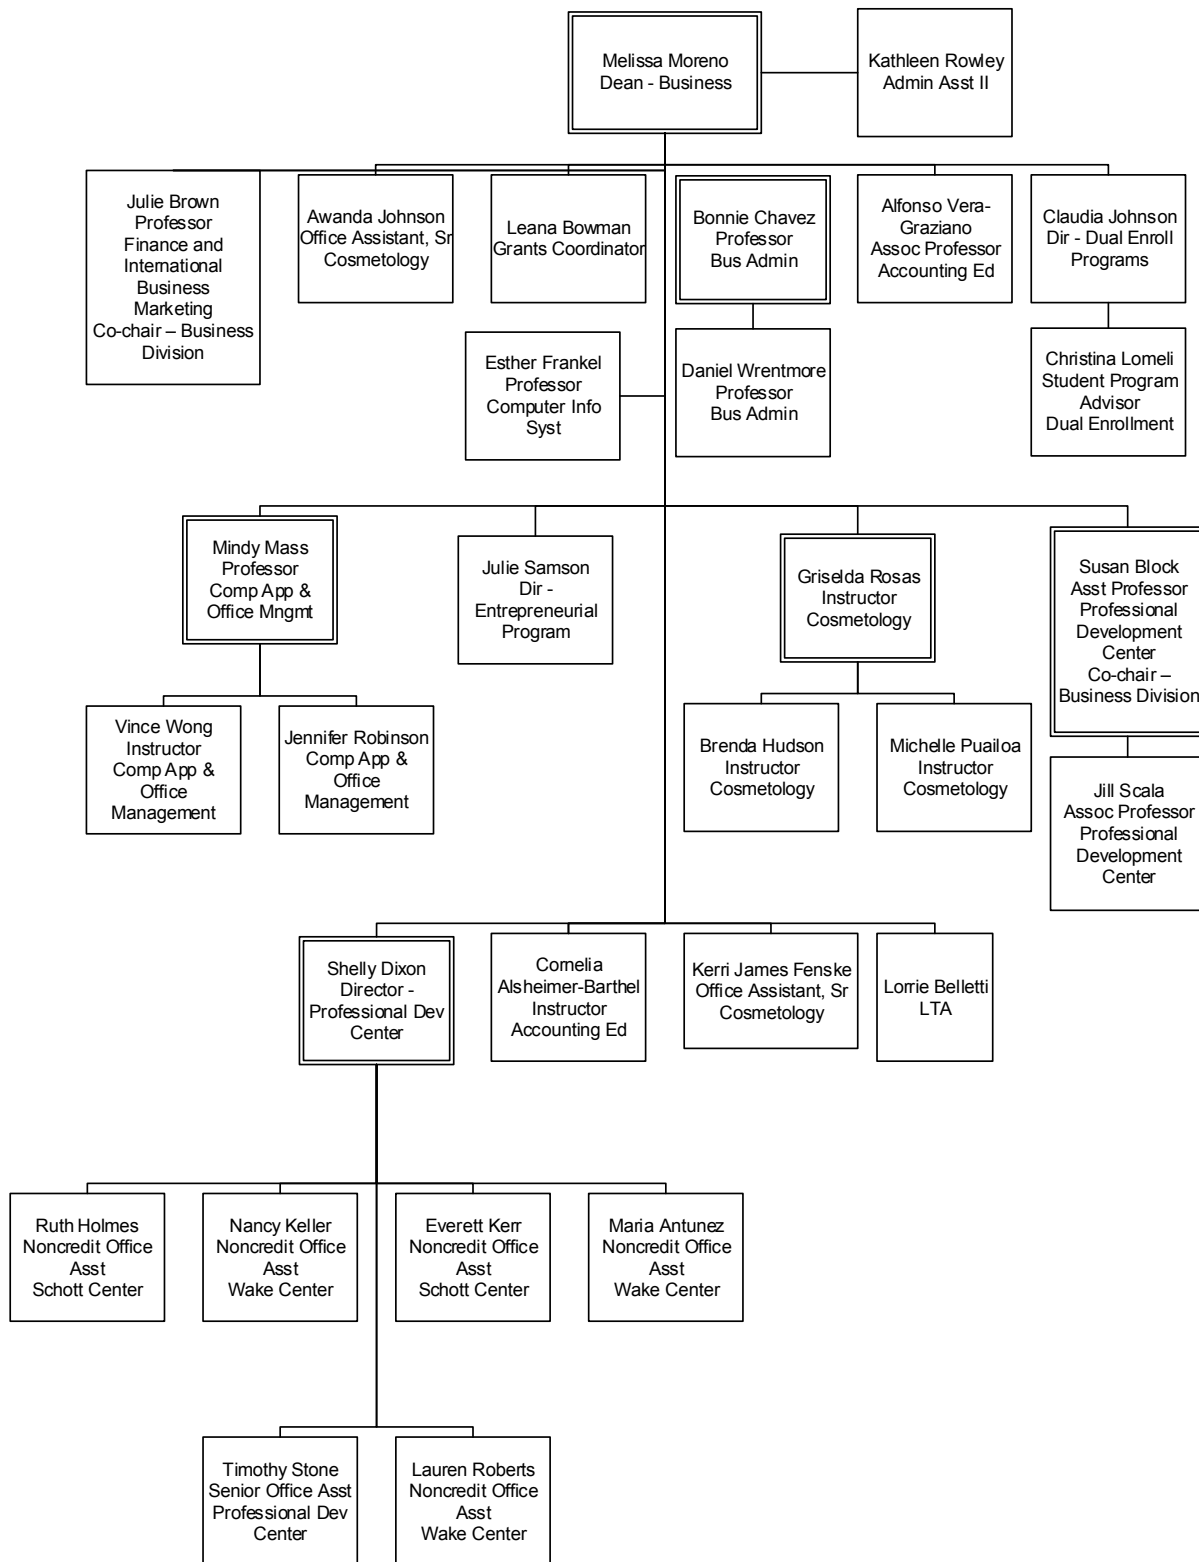 Melissa Moreno
Dean - Business
Kathleen Rowley
Admin Asst II
Julie Brown
Professor
Finance and
International
Business
Marketing
Co-chair – Business
Division
Awanda Johnson
Office Assistant, Sr
Cosmetology
Leana Bowman
Grants Coordinator
Bonnie Chavez
Professor
Bus Admin
Alfonso Vera-
Graziano
Assoc Professor
Accounting Ed
Claudia Johnson
Dir - Dual Enroll
Programs
Esther Frankel
Professor
Computer Info
Syst
Daniel Wrentmore
Professor
Bus Admin
Christina Lomeli
Student Program
Advisor
Dual Enrollment
Mindy Mass
Professor
Comp App &
Office Mngmt
Julie Samson
Dir -
Entrepreneurial
Program
Griselda Rosas
Instructor
Cosmetology
Susan Block
Asst Professor
Professional
Development
Center
Co-chair –
Business Division
Vince Wong
Instructor
Comp App &
Office
Management
Jennifer Robinson
Comp App &
Office
Management
Brenda Hudson
Instructor
Cosmetology
Michelle Puailoa
Instructor
Cosmetology
Jill Scala
Assoc Professor
Professional
Development
Center
Shelly Dixon
Director -
Professional Dev
Center
Cornelia
Alsheimer-Barthel
Instructor
Accounting Ed
Kerri James Fenske
Office Assistant, Sr
Cosmetology
Lorrie Belletti
LTA
Ruth Holmes
Noncredit Office
Asst
Schott Center
Nancy Keller
Noncredit Office
Asst
Wake Center
Everett Kerr
Noncredit Office
Asst
Schott Center
Maria Antunez
Noncredit Office
Asst
Wake Center
Timothy Stone
Senior Office Asst
Professional Dev
Center
Lauren Roberts
Noncredit Office
Asst
Wake Center